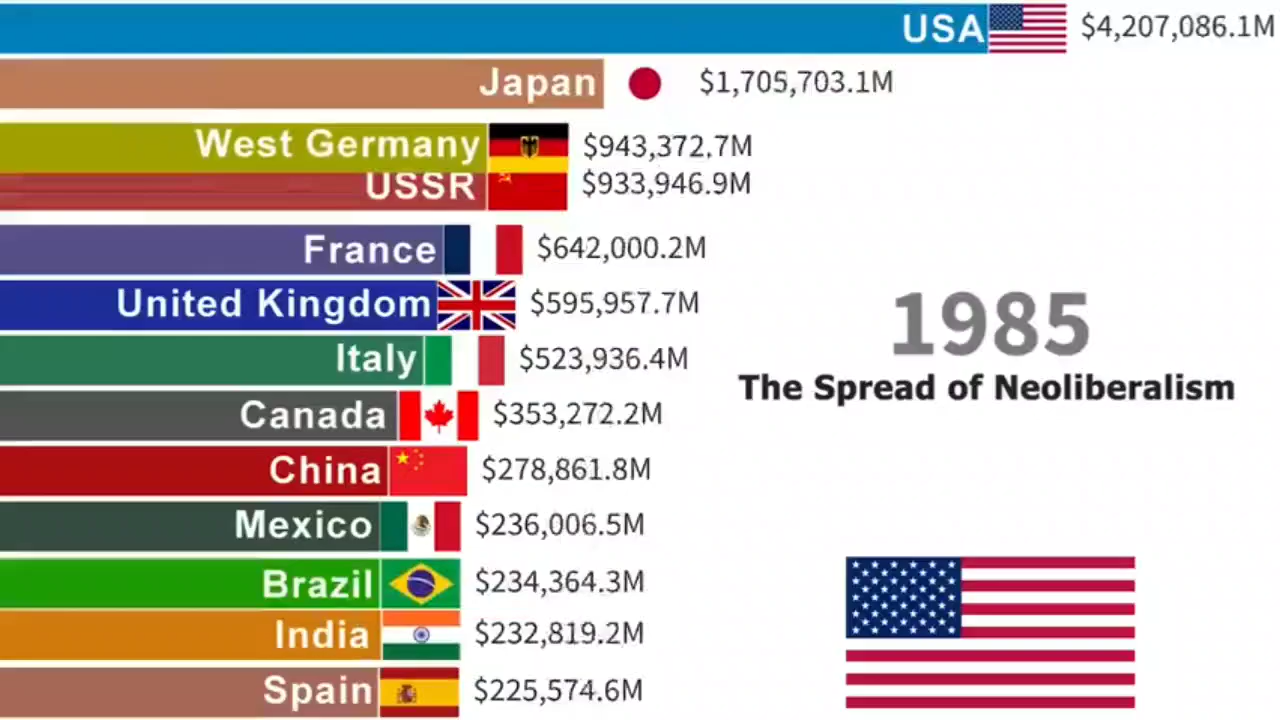 USA $4,207,086.1M
Japan $1,705,703.1M
West Germany $943,372.7M
USSR $933,946.9M
France $642,000.2M
United Kingdom $595,957.7M
Italy $523,936.4M
Canada $353,272.2M
China $278,861.8M
Mexico $236,006.5M
Brazil $234,364.3M
India $232,819.2M
Spain $225,574.6M
1985
The Spread of Neoliberalism